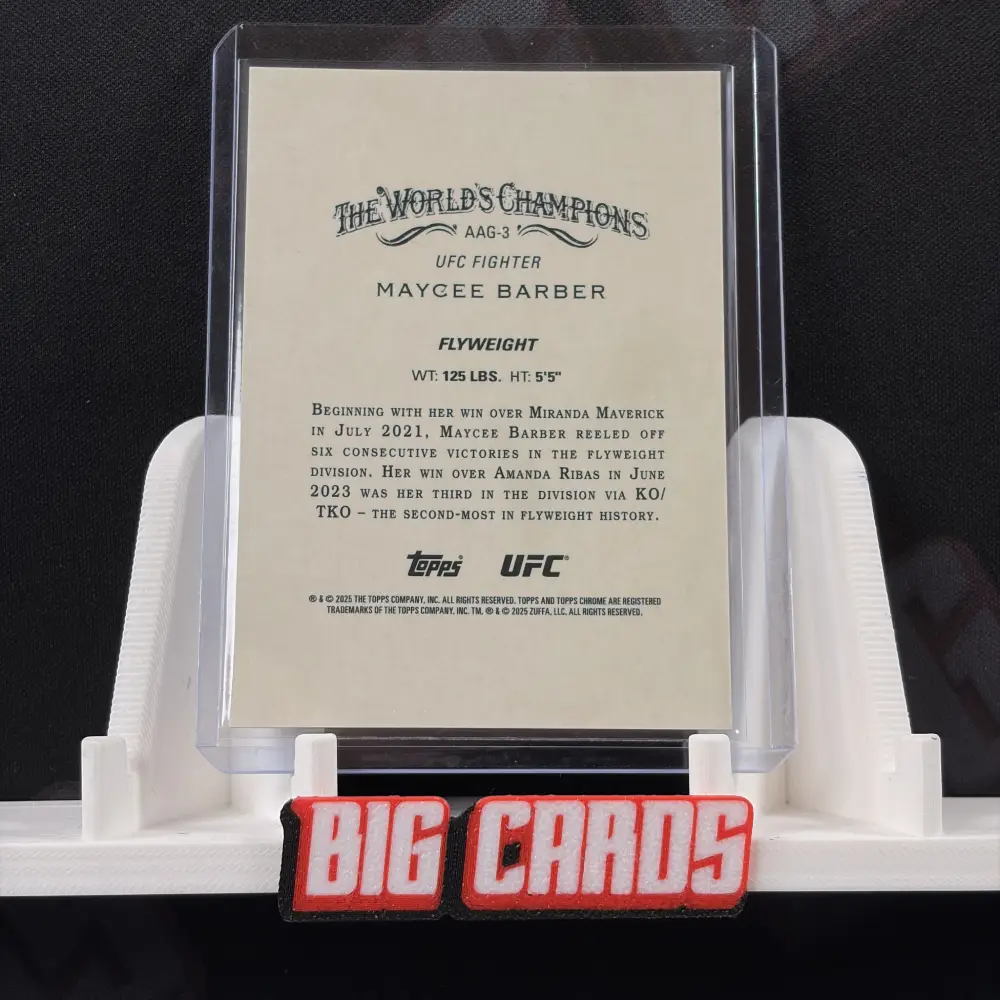 THE WORLD'S CHAMPIONS
AAG-3
UFC FIGHTER
MAYCEE BARBER
FLYWEIGHT
WT: 125 LBS. HT: 5'5"
BEGINNING WITH HER WIN OVER MIRANDA MAVERICK
IN JULY 2021, MAYCEE BARBER REELED OFF
SIX CONSECUTIVE VICTORIES IN THE FLYWEIGHT
DIVISION. HER WIN OVER AMANDA RIBAS IN JUNE
2023 WAS HER THIRD IN THE DIVISION VIA KO/
TKO – THE SECOND-MOST IN FLYWEIGHT HISTORY.
Topps UFC®
® & © 2025 THE TOPPS COMPANY, INC. ALL RIGHTS RESERVED. TOPPS AND TOPPS CHROME ARE REGISTERED
TRADEMARKS OF THE TOPPS COMPANY, INC. TM, ® & © 2025 ZUFFA, LLC. ALL RIGHTS RESERVED.
BIG CARDS